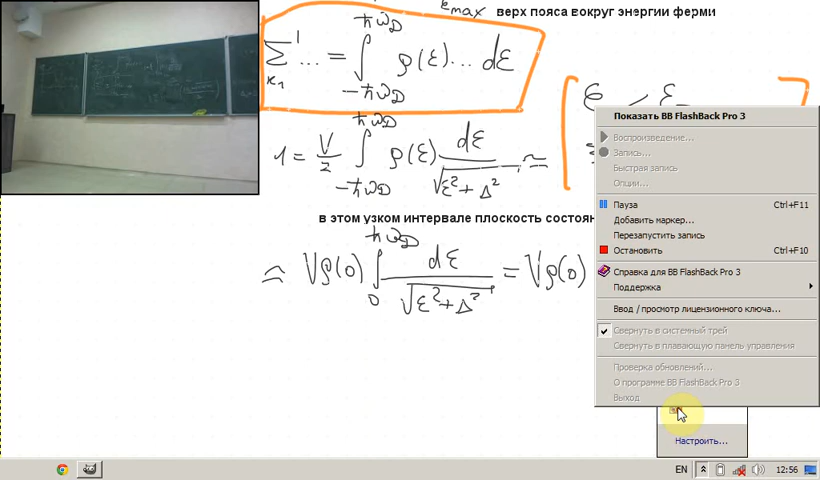 ε_max верх пояса вокруг энергии ферми
Σ'_{κ₁} ... = ∫_{-ħω_D}^{ħω_D} ρ(ε) ... dε
1 = V/2 ∫_{-ħω_D}^{ħω_D} ρ(ε) dε/√(ε²+Δ²) ≈
в этом узком интервале плоскость состоян
≈ Vρ(0) ∫_0^{ħω_D} dε/√(ε²+Δ²) = Vρ(0)
Показать BB FlashBack Pro 3
Воспроизведение...
Запись...
Быстрая запись
Опции...
Пауза Ctrl+F11
Добавить маркер...
Перезапустить запись
Остановить Ctrl+F10
Справка для BB FlashBack Pro 3
Поддержка
Ввод / просмотр лицензионного ключа...
Свернуть в системный трей
Свернуть в плавающую панель управления
Проверка обновлений...
О программе BB FlashBack Pro 3
Выход
Настроить...
EN 12:56